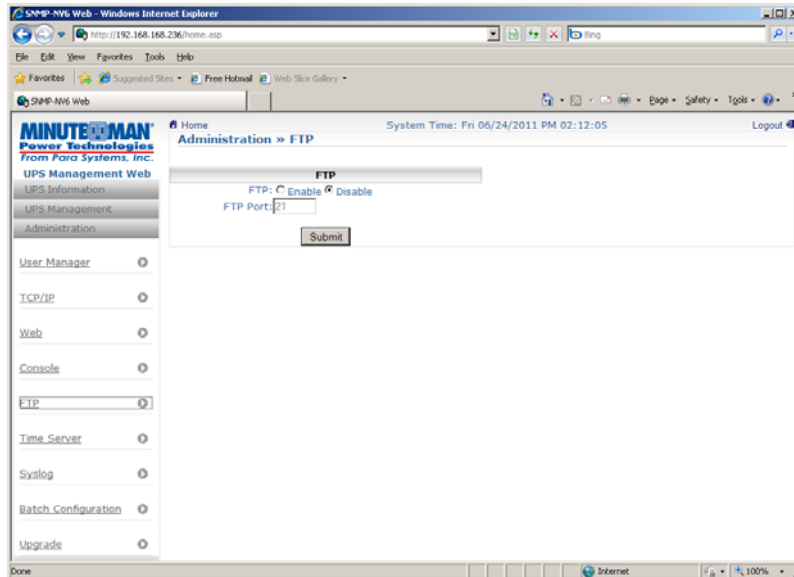 SNMP-NV6 Web - Windows Internet Explorer
http://192.168.168.236/home.asp
Bing
File Edit View Favorites Tools Help
Favorites Suggested Sites Free Hotmail Web Slice Gallery
SNMP-NV6 Web
Page Safety Tools
MINUTEMAN
Power Technologies
From Para Systems, Inc.
UPS Management Web
UPS Information
UPS Management
Administration
User Manager
TCP/IP
Web
Console
FTP
Time Server
Syslog
Batch Configuration
Upgrade
Home
System Time: Fri 06/24/2011 PM 02:12:05
Logout
Administration » FTP
FTP
FTP: Enable Disable
FTP Port: 21
Submit
Done
Internet
100%